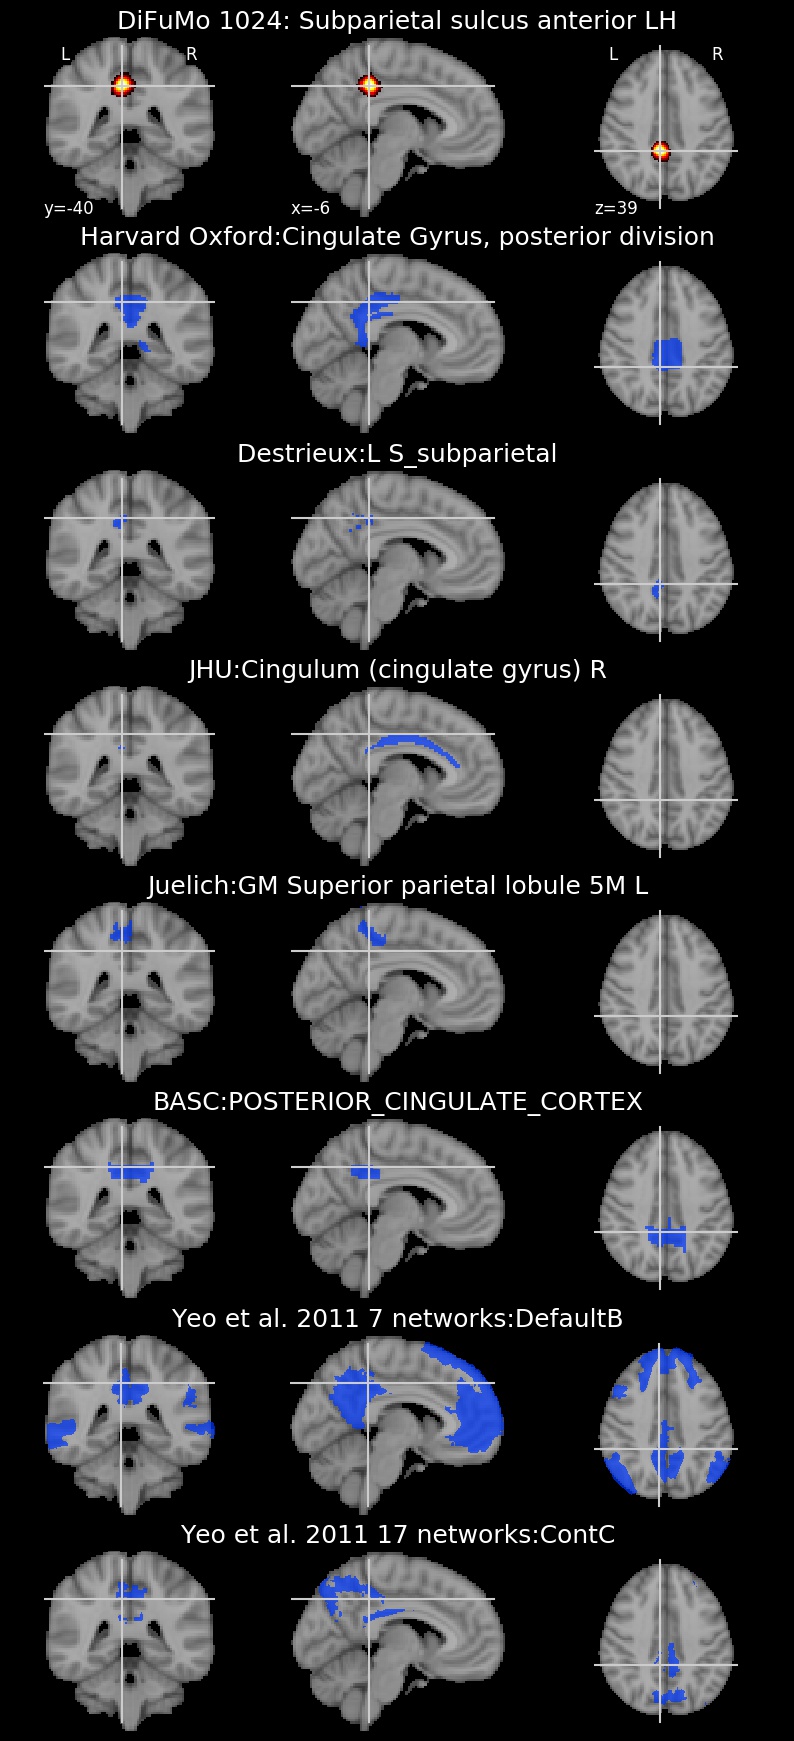 DiFuMo 1024: Subparietal sulcus anterior LH
L R L R
y=-40 x=-6 z=39
Harvard Oxford:Cingulate Gyrus, posterior division
Destrieux:L S_subparietal
JHU:Cingulum (cingulate gyrus) R
Juelich:GM Superior parietal lobule 5M L
BASC:POSTERIOR_CINGULATE_CORTEX
Yeo et al. 2011 7 networks:DefaultB
Yeo et al. 2011 17 networks:ContC